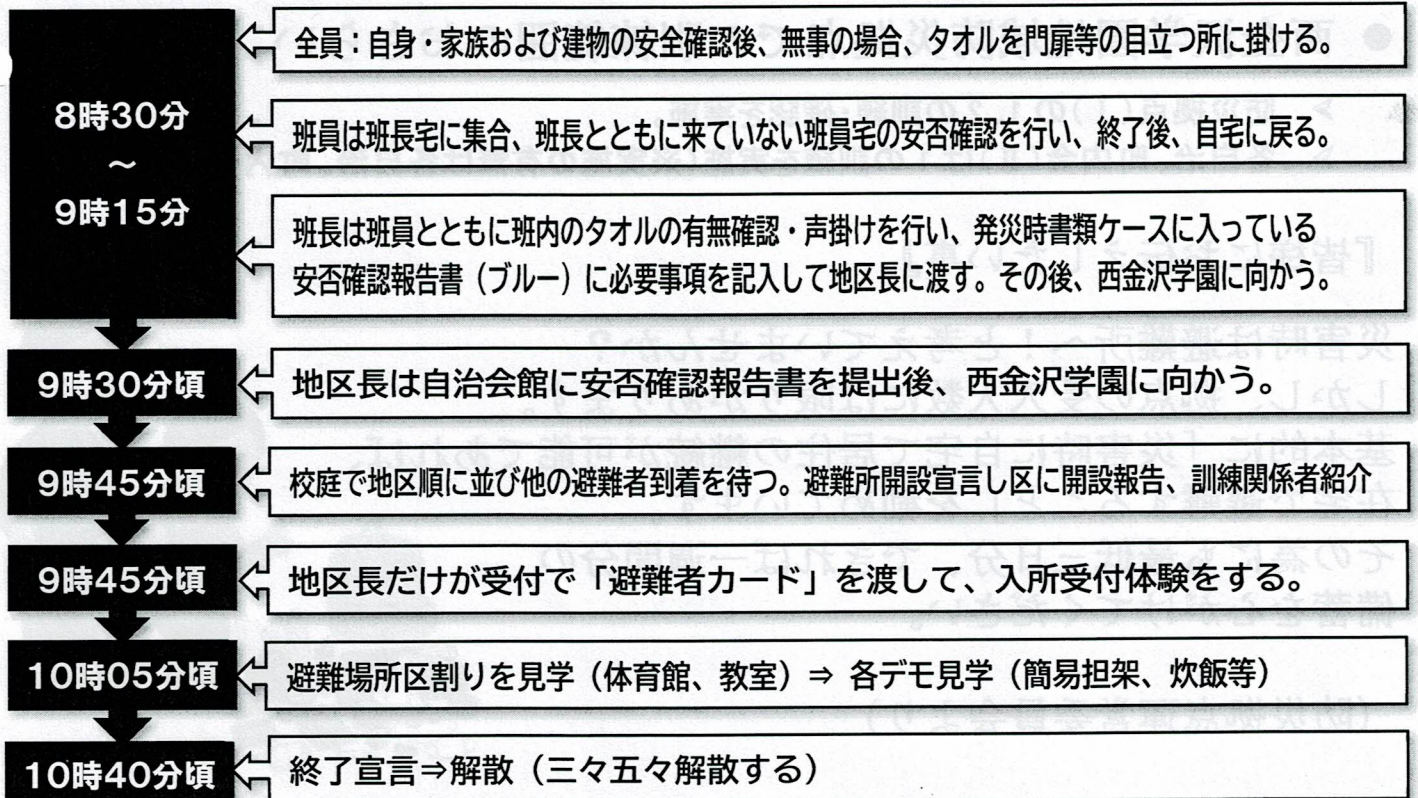 全員：自身・家族および建物の安全確認後、無事の場合、タオルを門扉等の目立つ所に掛ける。
8時30分
～
9時15分
班員は班長宅に集合、班長とともに来ていない班員宅の安否確認を行い、終了後、自宅に戻る。
班長は班員とともに班内のタオルの有無確認・声掛けを行い、発災時書類ケースに入っている
安否確認報告書（ブルー）に必要事項を記入して地区長に渡す。その後、西金沢学園に向かう。
9時30分頃
地区長は自治会館に安否確認報告書を提出後、西金沢学園に向かう。
9時45分頃
校庭で地区順に並び他の避難者到着を待つ。避難所開設宣言し区に開設報告、訓練関係者紹介
9時45分頃
地区長だけが受付で「避難者カード」を渡して、入所受付体験をする。
10時05分頃
避難場所区割りを見学（体育館、教室）⇒ 各デモ見学（簡易担架、炊飯等）
10時40分頃
終了宣言⇒解散（三々五々解散する）